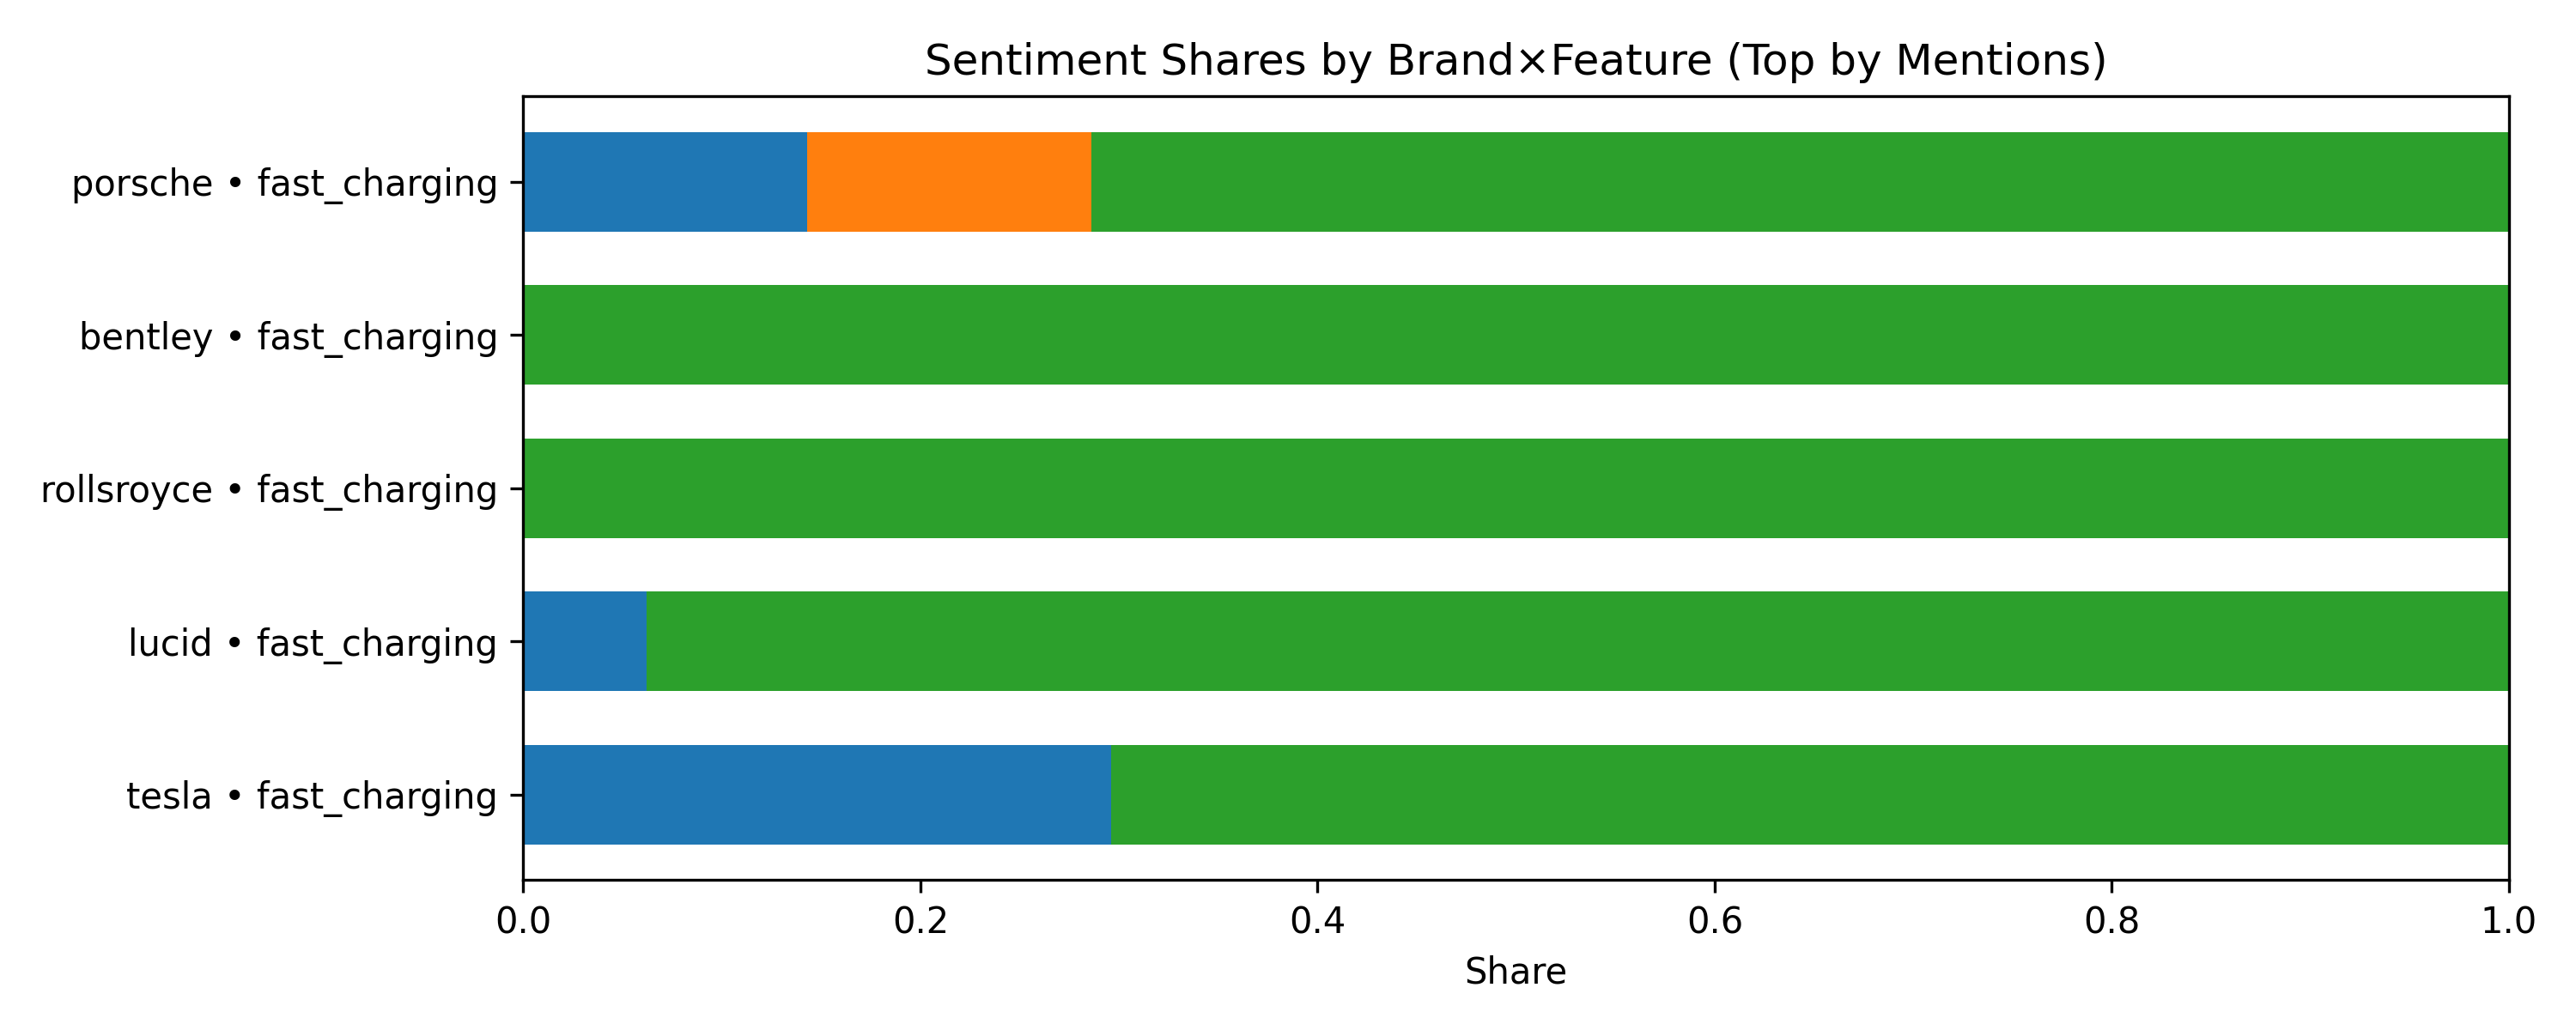 Sentiment Shares by Brand×Feature (Top by Mentions)
porsche • fast_charging
bentley • fast_charging
rollsroyce • fast_charging
lucid • fast_charging
tesla • fast_charging
0.0 0.2 0.4 0.6 0.8 1.0
Share